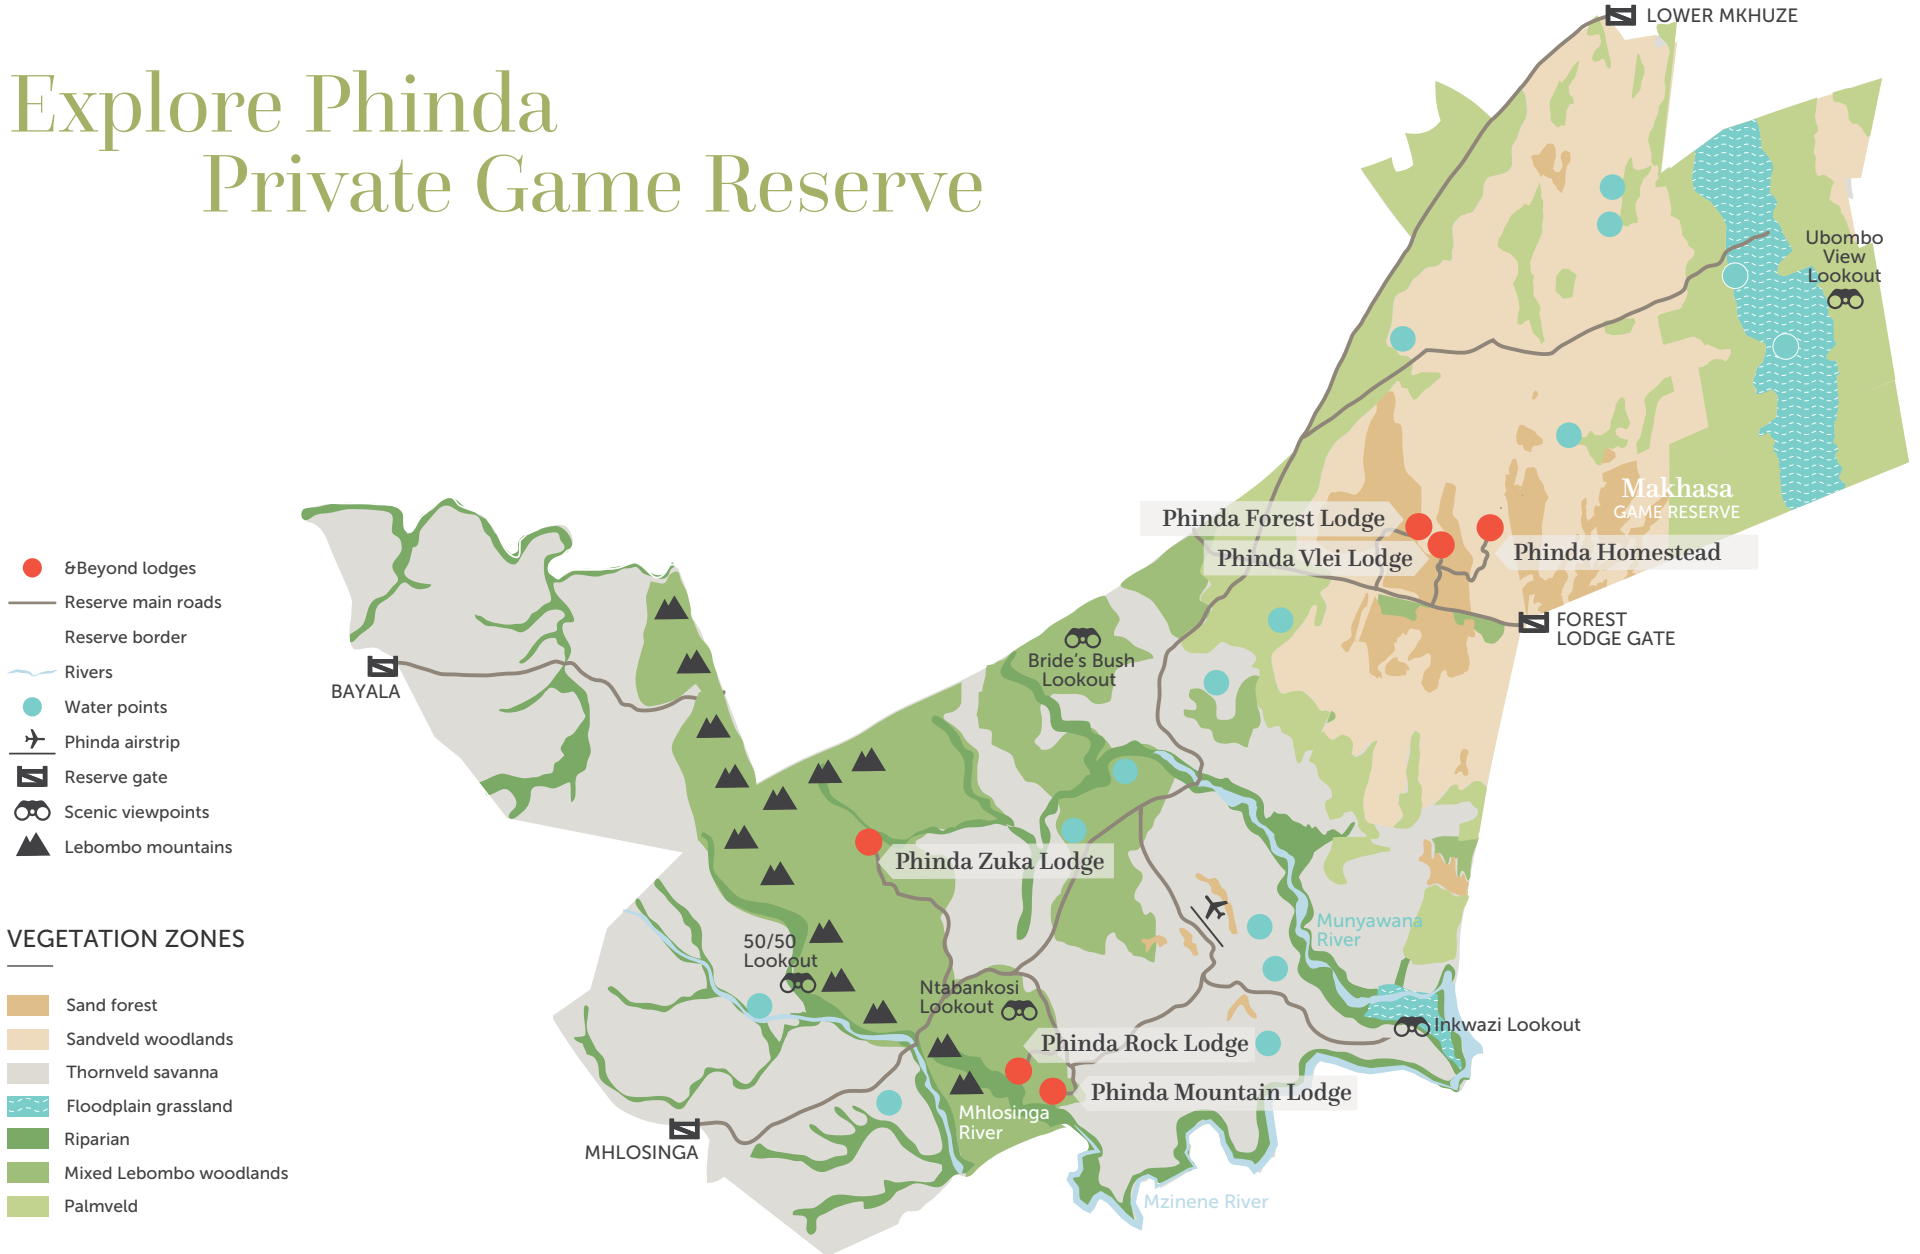 Explore Phinda
Private Game Reserve
LOWER MKHUZE
Ubombo
View
Lookout
Makhasa
GAME RESERVE
Phinda Forest Lodge
Phinda Vlei Lodge
Phinda Homestead
FOREST
LODGE GATE
Bride's Bush
Lookout
BAYALA
Phinda Zuka Lodge
50/50
Lookout
Ntabankosi
Lookout
Munyawana
River
Inkwazi Lookout
Phinda Rock Lodge
Phinda Mountain Lodge
Mhlosinga
River
MHLOSINGA
Mzinene River
&Beyond lodges
Reserve main roads
Reserve border
Rivers
Water points
Phinda airstrip
Reserve gate
Scenic viewpoints
Lebombo mountains
VEGETATION ZONES
Sand forest
Sandveld woodlands
Thornveld savanna
Floodplain grassland
Riparian
Mixed Lebombo woodlands
Palmveld